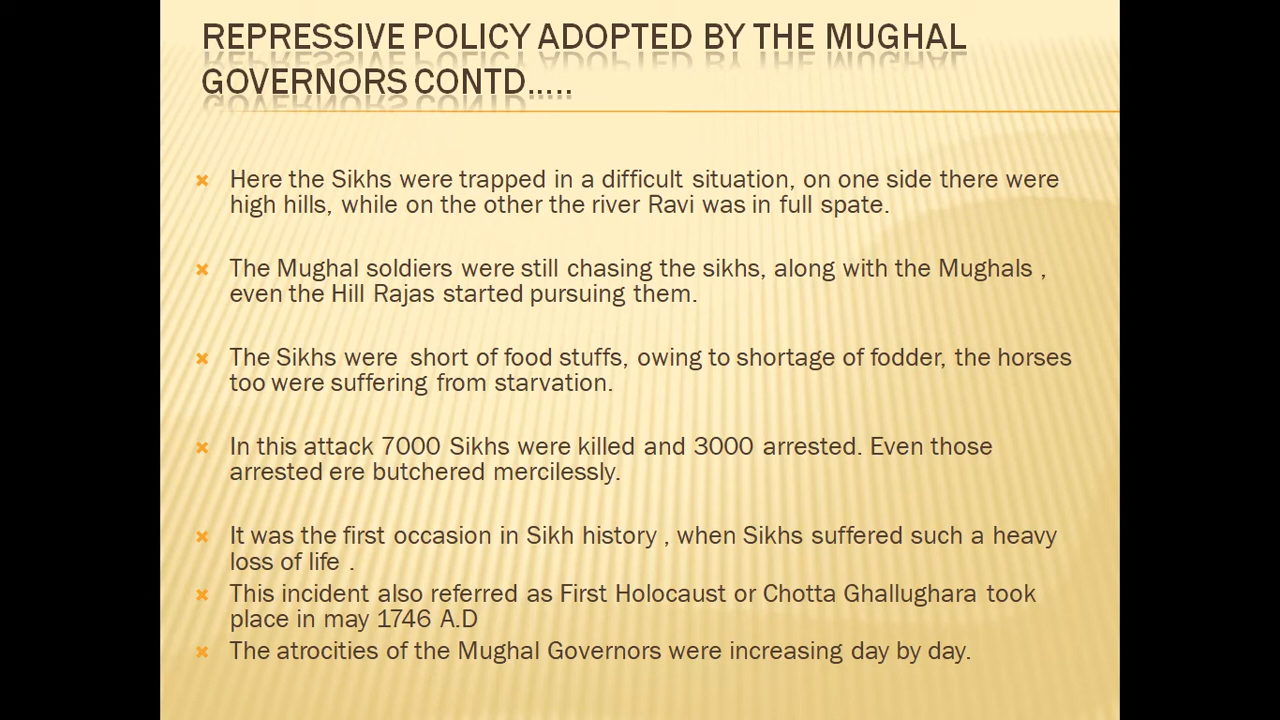 REPRESSIVE POLICY ADOPTED BY THE MUGHAL
GOVERNORS CONTD.....
Here the Sikhs were trapped in a difficult situation, on one side there were
high hills, while on the other the river Ravi was in full spate.
The Mughal soldiers were still chasing the sikhs, along with the Mughals ,
even the Hill Rajas started pursuing them.
The Sikhs were  short of food stuffs, owing to shortage of fodder, the horses
too were suffering from starvation.
In this attack 7000 Sikhs were killed and 3000 arrested. Even those
arrested ere butchered mercilessly.
It was the first occasion in Sikh history , when Sikhs suffered such a heavy
loss of life .
This incident also referred as First Holocaust or Chotta Ghallughara took
place in may 1746 A.D
The atrocities of the Mughal Governors were increasing day by day.